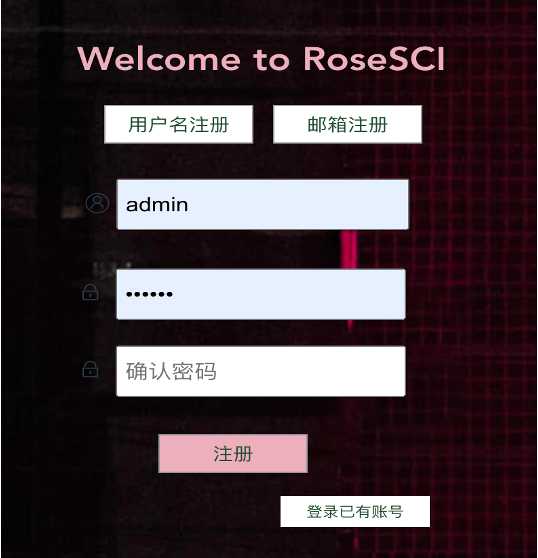 Welcome to RoseSCI
用户名注册 邮箱注册
admin
••••••
确认密码
注册
登录已有账号